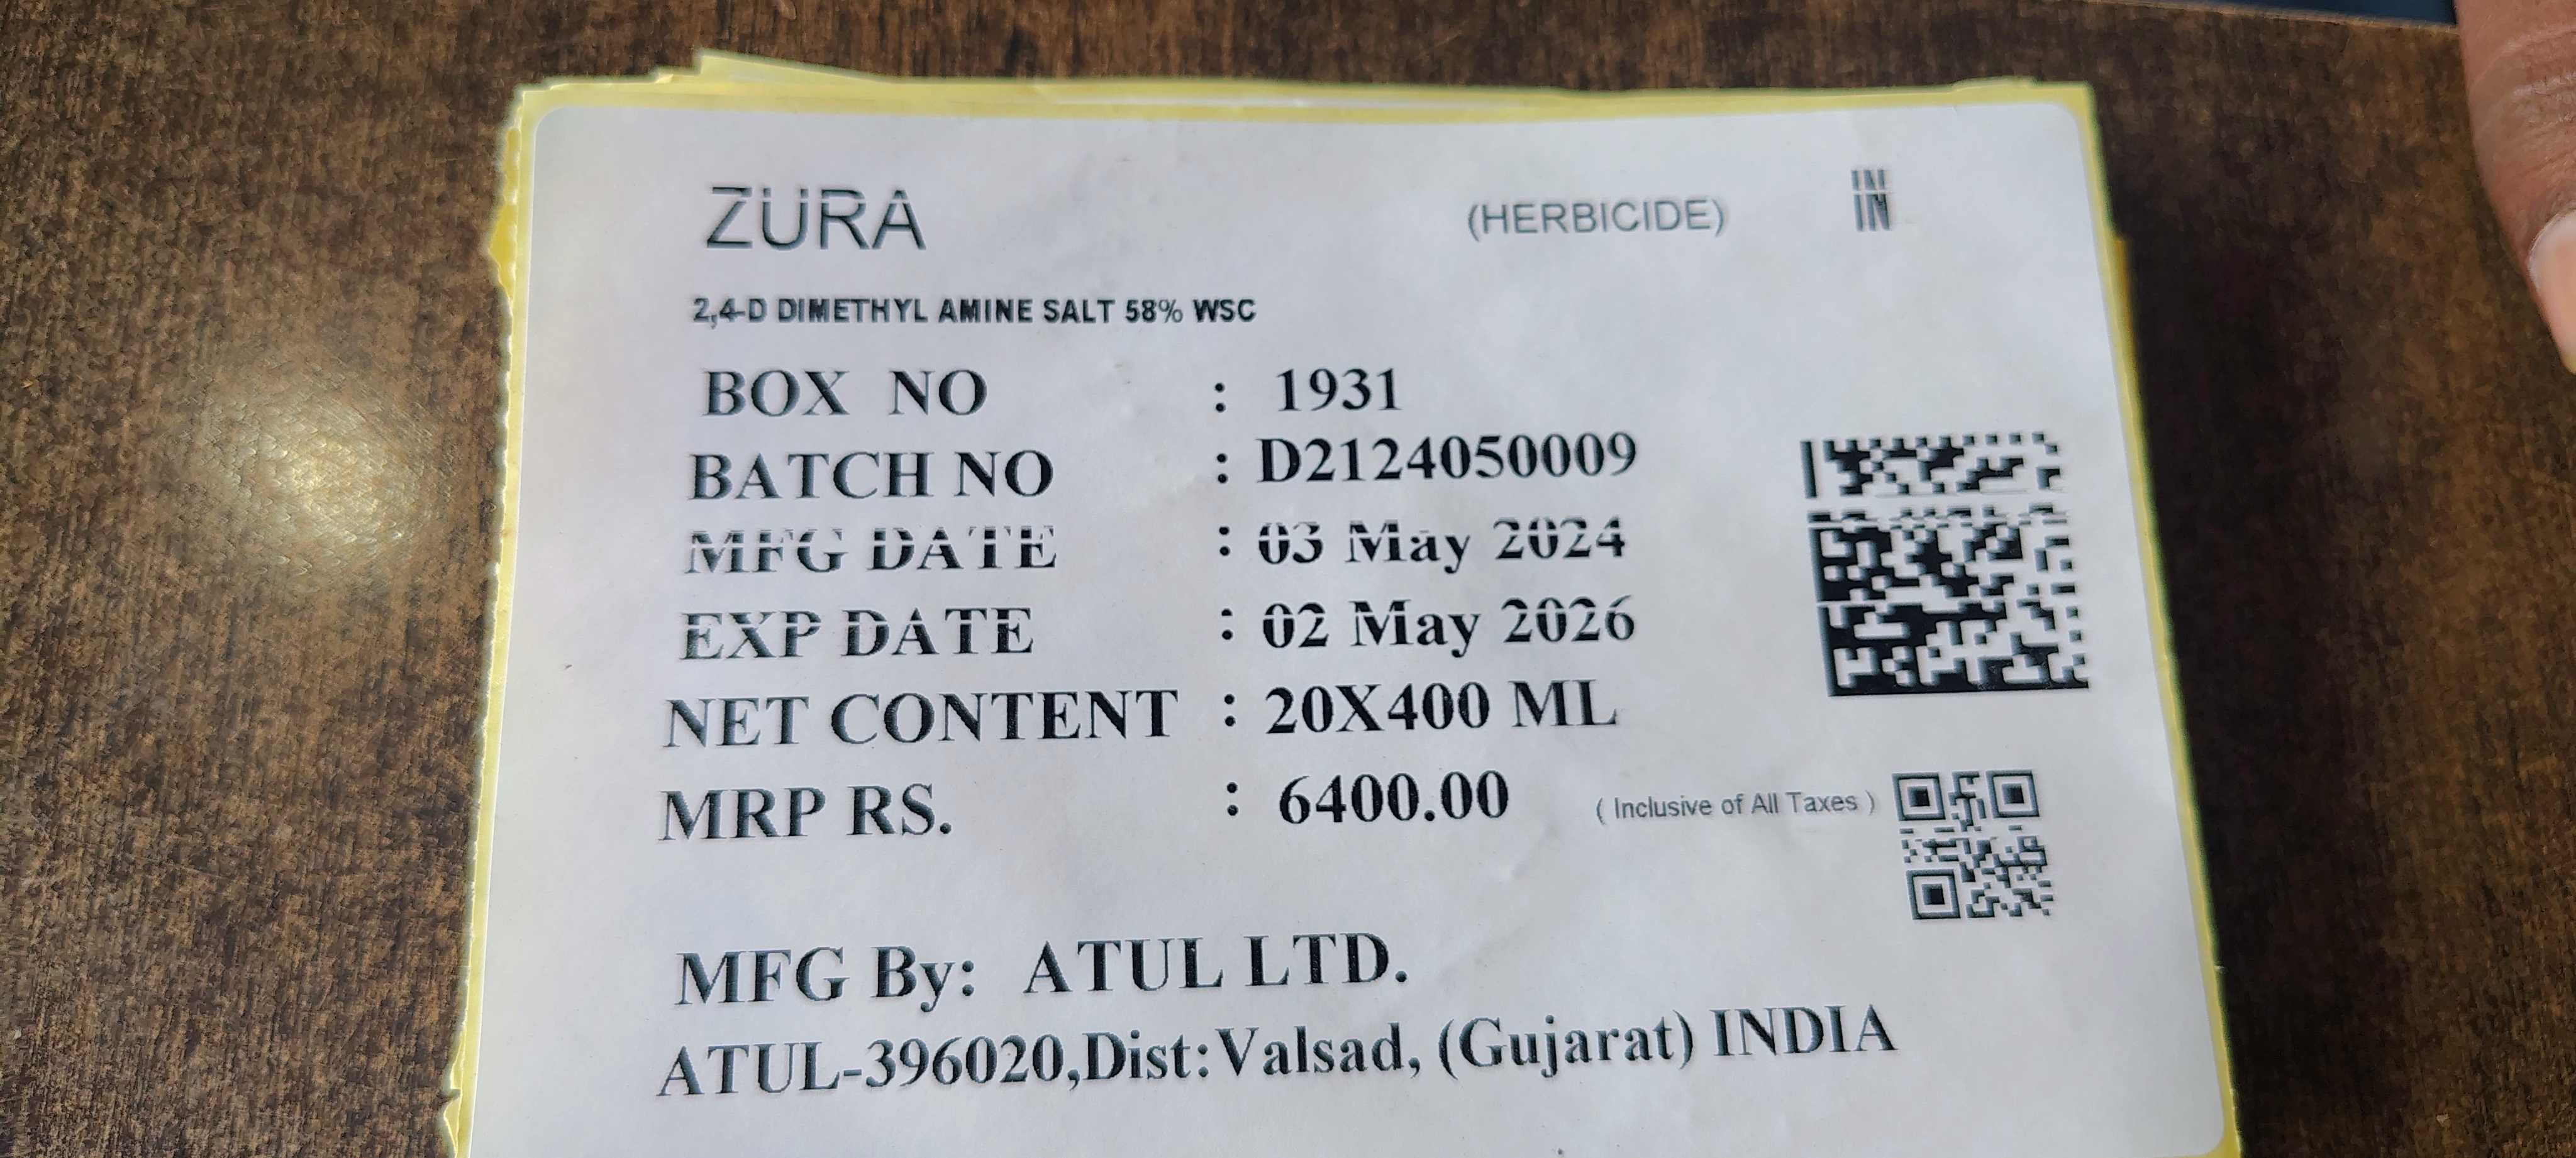 ZURA (HERBICIDE) IN
2,4-D DIMETHYL AMINE SALT 58% WSC
BOX NO : 1931
BATCH NO : D2124050009
MFG DATE : 03 May 2024
EXP DATE : 02 May 2026
NET CONTENT : 20X400 ML
MRP RS. : 6400.00 ( Inclusive of All Taxes )
MFG By: ATUL LTD.
ATUL-396020,Dist:Valsad, (Gujarat) INDIA